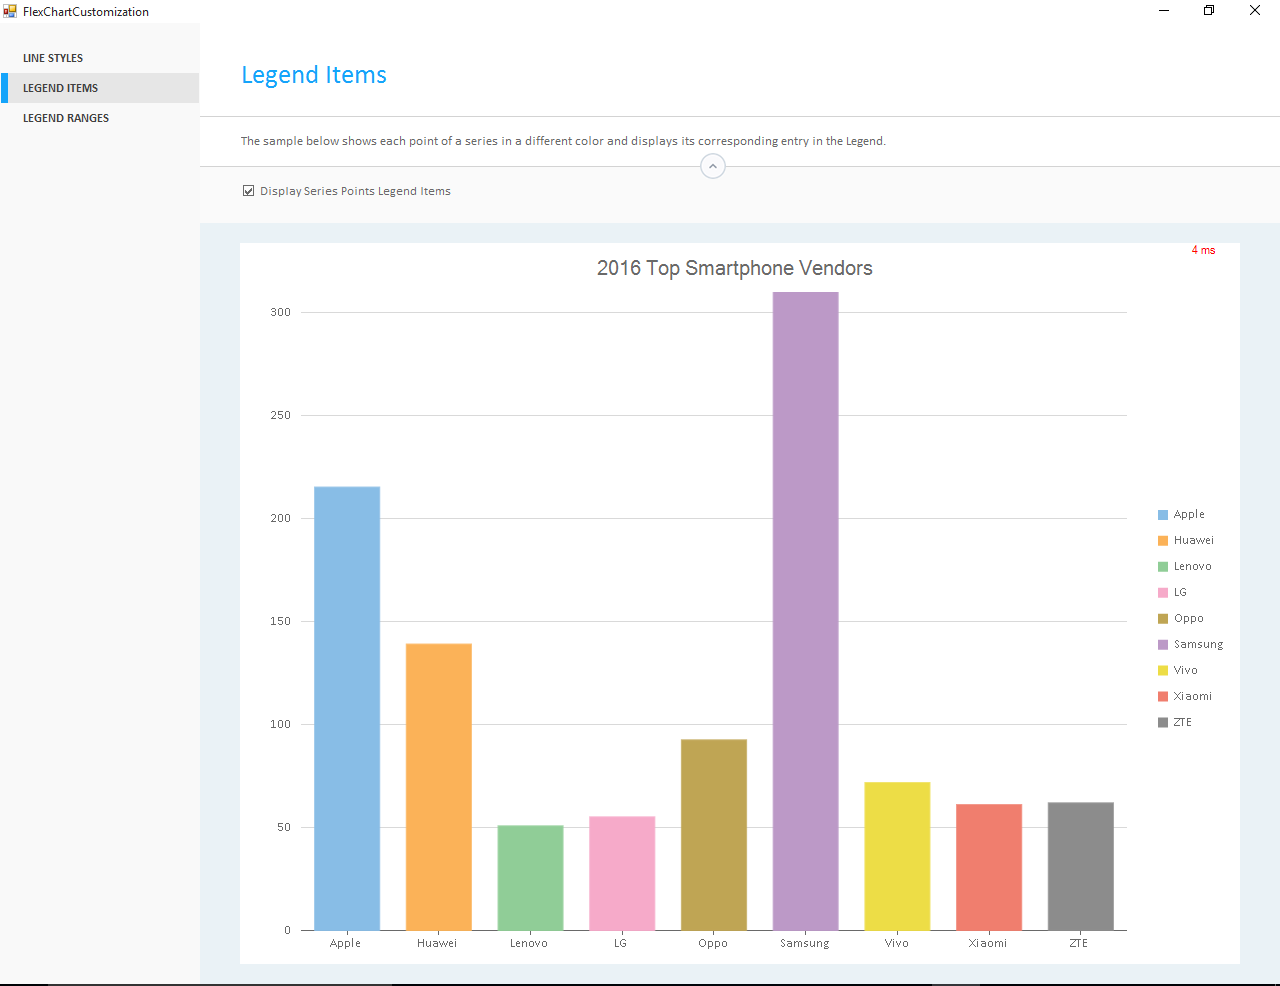 FlexChartCustomization
LINE STYLES
LEGEND ITEMS
LEGEND RANGES
Legend Items
The sample below shows each point of a series in a different color and displays its corresponding entry in the Legend.
Display Series Points Legend Items
4 ms
2016 Top Smartphone Vendors
300
250
200
150
100
50
0
Apple Huawei Lenovo LG Oppo Samsung Vivo Xiaomi ZTE
Apple
Huawei
Lenovo
LG
Oppo
Samsung
Vivo
Xiaomi
ZTE